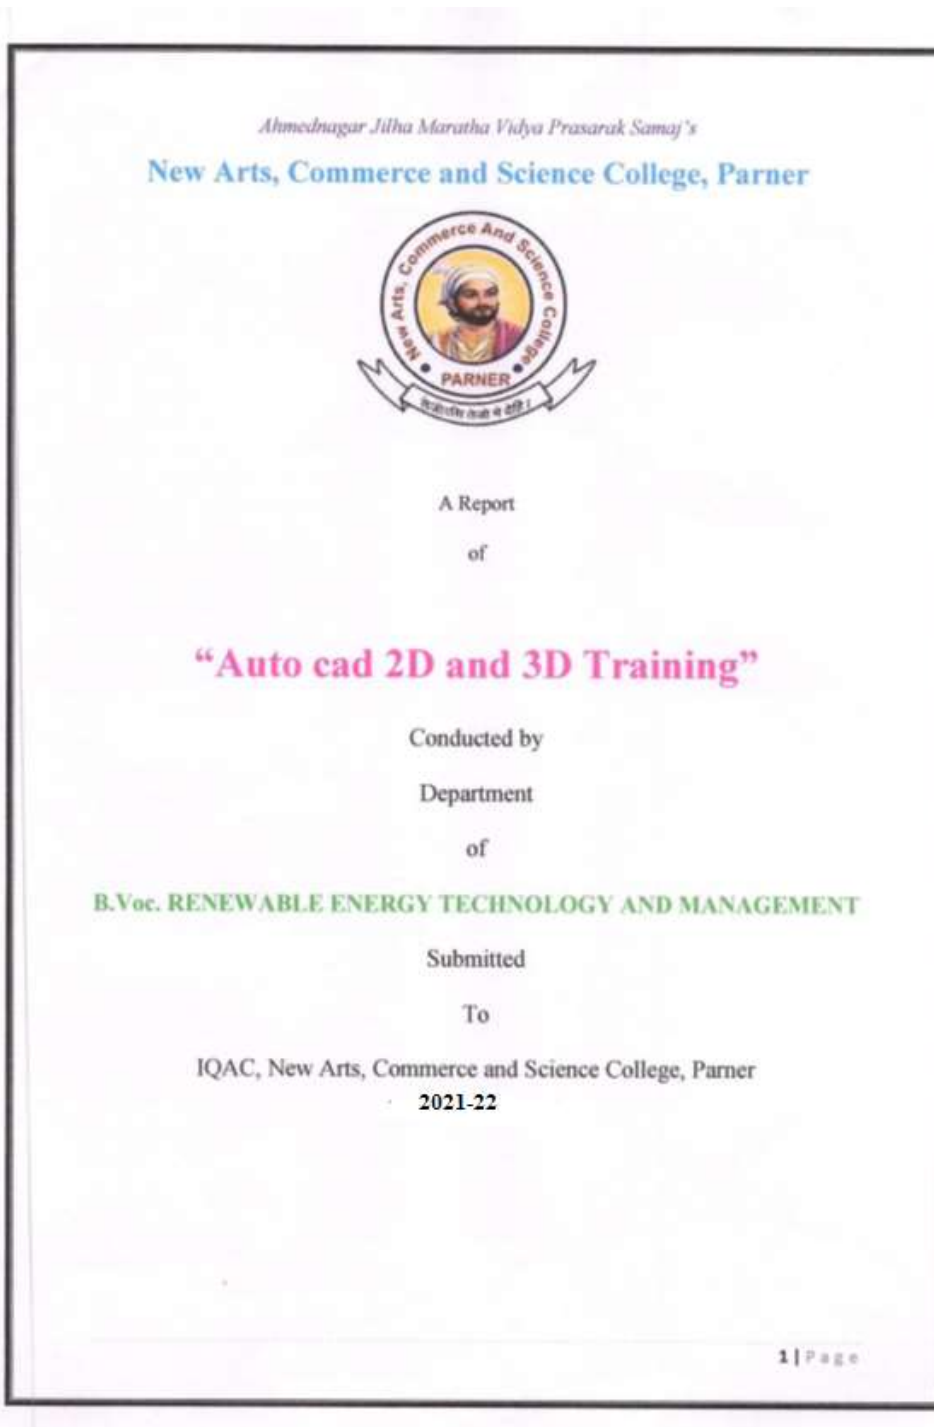 Ahmednagar Jilha Maratha Vidya Prasarak Samaj's
New Arts, Commerce and Science College, Parner
New Arts, Commerce And Science College
PARNER
तेजोऽसि तेजो मे देहि ।
A Report
of
“Auto cad 2D and 3D Training”
Conducted by
Department
of
B.Voc. RENEWABLE ENERGY TECHNOLOGY AND MANAGEMENT
Submitted
To
IQAC, New Arts, Commerce and Science College, Parner
2021-22
1 | Page